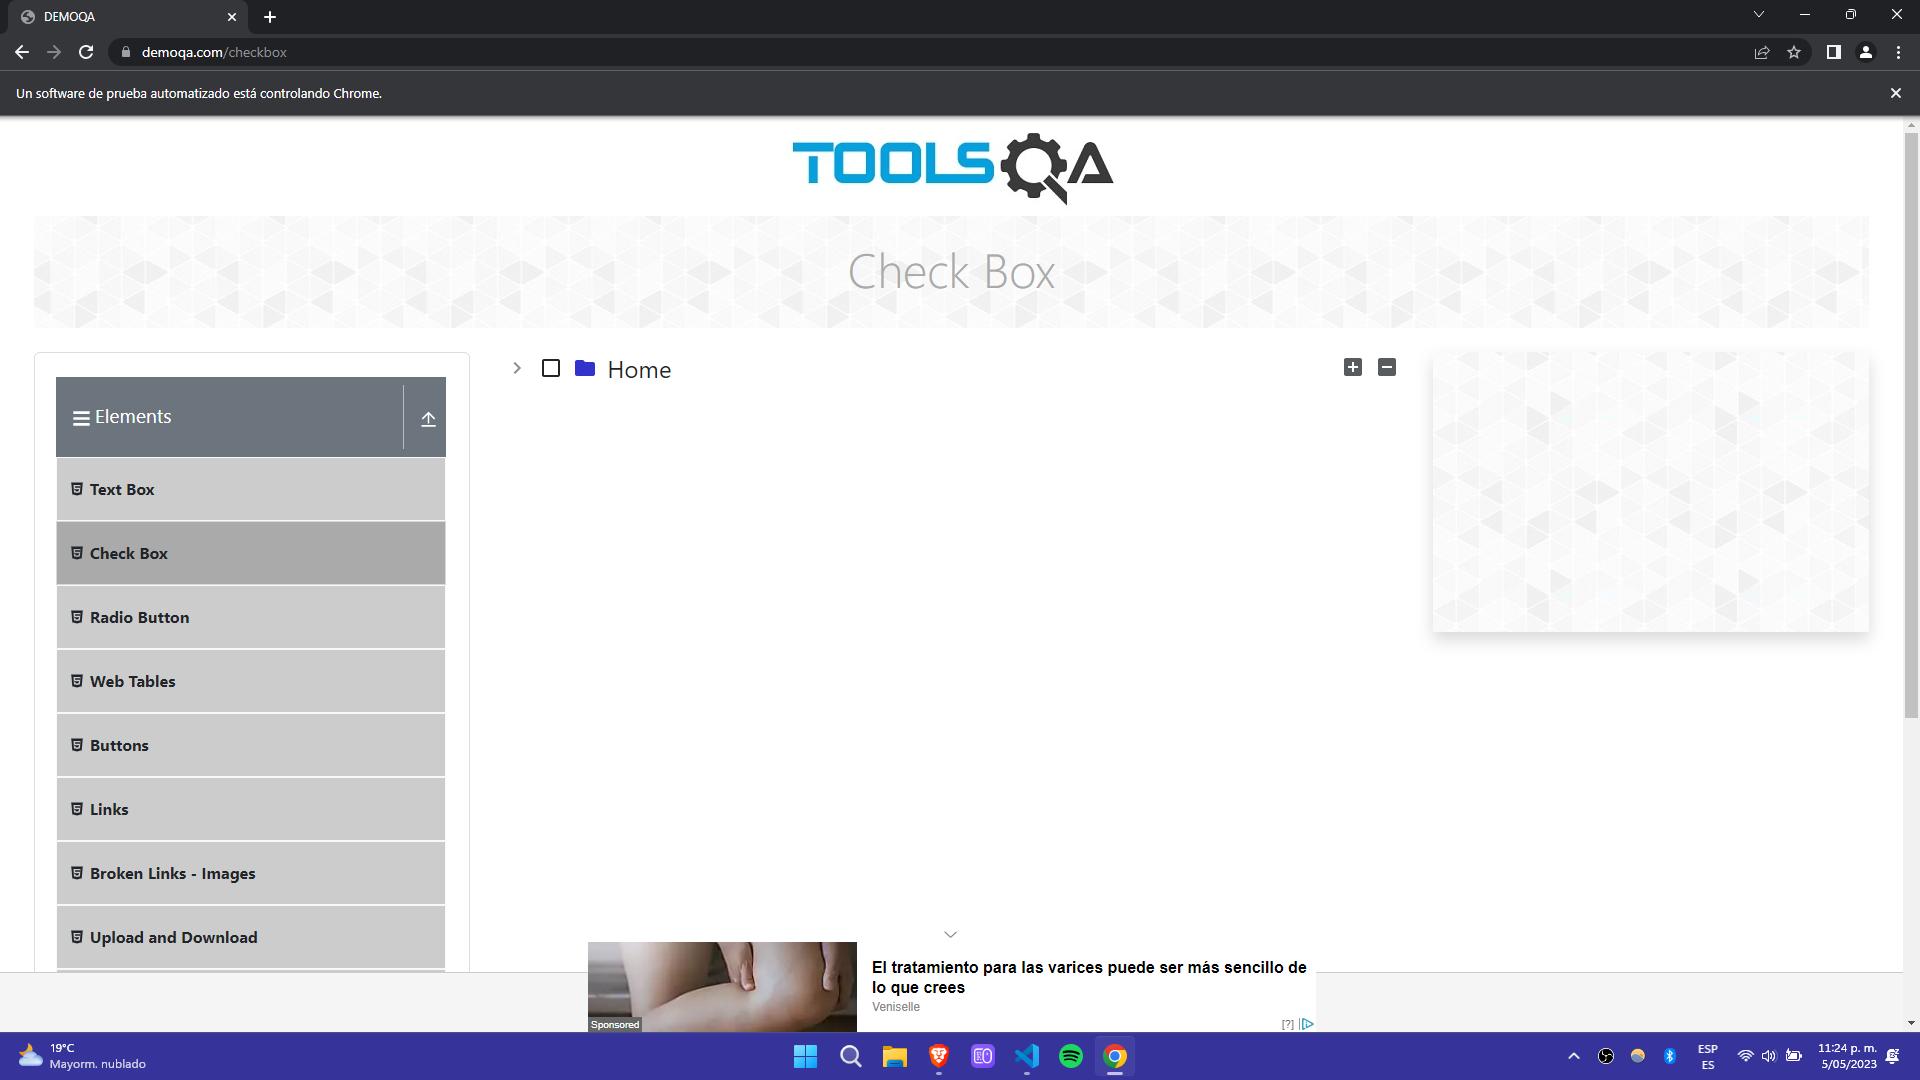 DEMOQA
demoqa.com/checkbox
Un software de prueba automatizado está controlando Chrome.
TOOLSQA
Check Box
Elements
Text Box
Check Box
Radio Button
Web Tables
Buttons
Links
Broken Links - Images
Upload and Download
Home
El tratamiento para las varices puede ser más sencillo de
lo que crees
Veniselle
Sponsored
[?]
19°C
Mayorm. nublado
ESP
ES
11:24 p. m.
5/05/2023